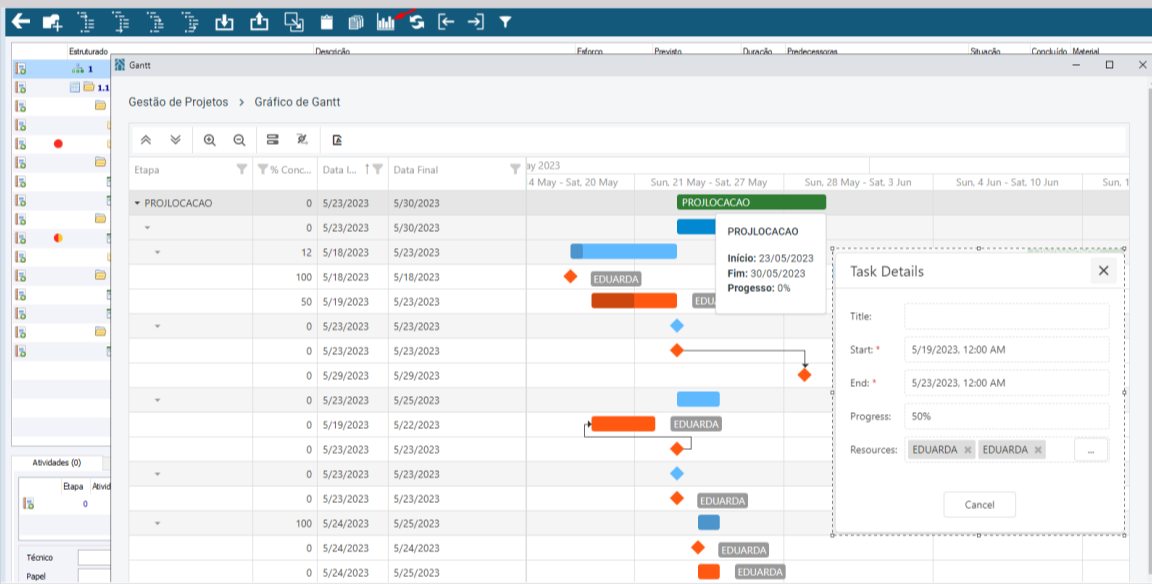 Estruturado Descrição Esforço Previsto Duração Predecessoras Situação Concluído Material
1
1.1
Gantt
Gestão de Projetos > Gráfico de Gantt
Etapa % Conc... Data I... Data Final
ay 2023
4 May - Sat, 20 May Sun, 21 May - Sat, 27 May Sun, 28 May - Sat, 3 Jun Sun, 4 Jun - Sat, 10 Jun Sun, 1
PROJLOCACAO 0 5/23/2023 5/30/2023 PROJLOCACAO
0 5/23/2023 5/30/2023
12 5/18/2023 5/23/2023
100 5/18/2023 5/18/2023 EDUARDA
50 5/19/2023 5/23/2023 EDU
0 5/23/2023 5/23/2023
0 5/23/2023 5/23/2023
0 5/29/2023 5/29/2023
0 5/23/2023 5/25/2023
0 5/19/2023 5/22/2023 EDUARDA
0 5/23/2023 5/23/2023
0 5/23/2023 5/23/2023
0 5/23/2023 5/23/2023 EDUARDA
100 5/24/2023 5/25/2023
0 5/24/2023 5/24/2023 EDUARDA
0 5/24/2023 5/25/2023 EDUARDA
PROJLOCACAO
Início: 23/05/2023
Fim: 30/05/2023
Progesso: 0%
Task Details
Title:
Start: * 5/19/2023, 12:00 AM
End: * 5/23/2023, 12:00 AM
Progress: 50%
Resources: EDUARDA EDUARDA ...
Cancel
Atividades (0)
Etapa Ativid
0
Técnico
Papel